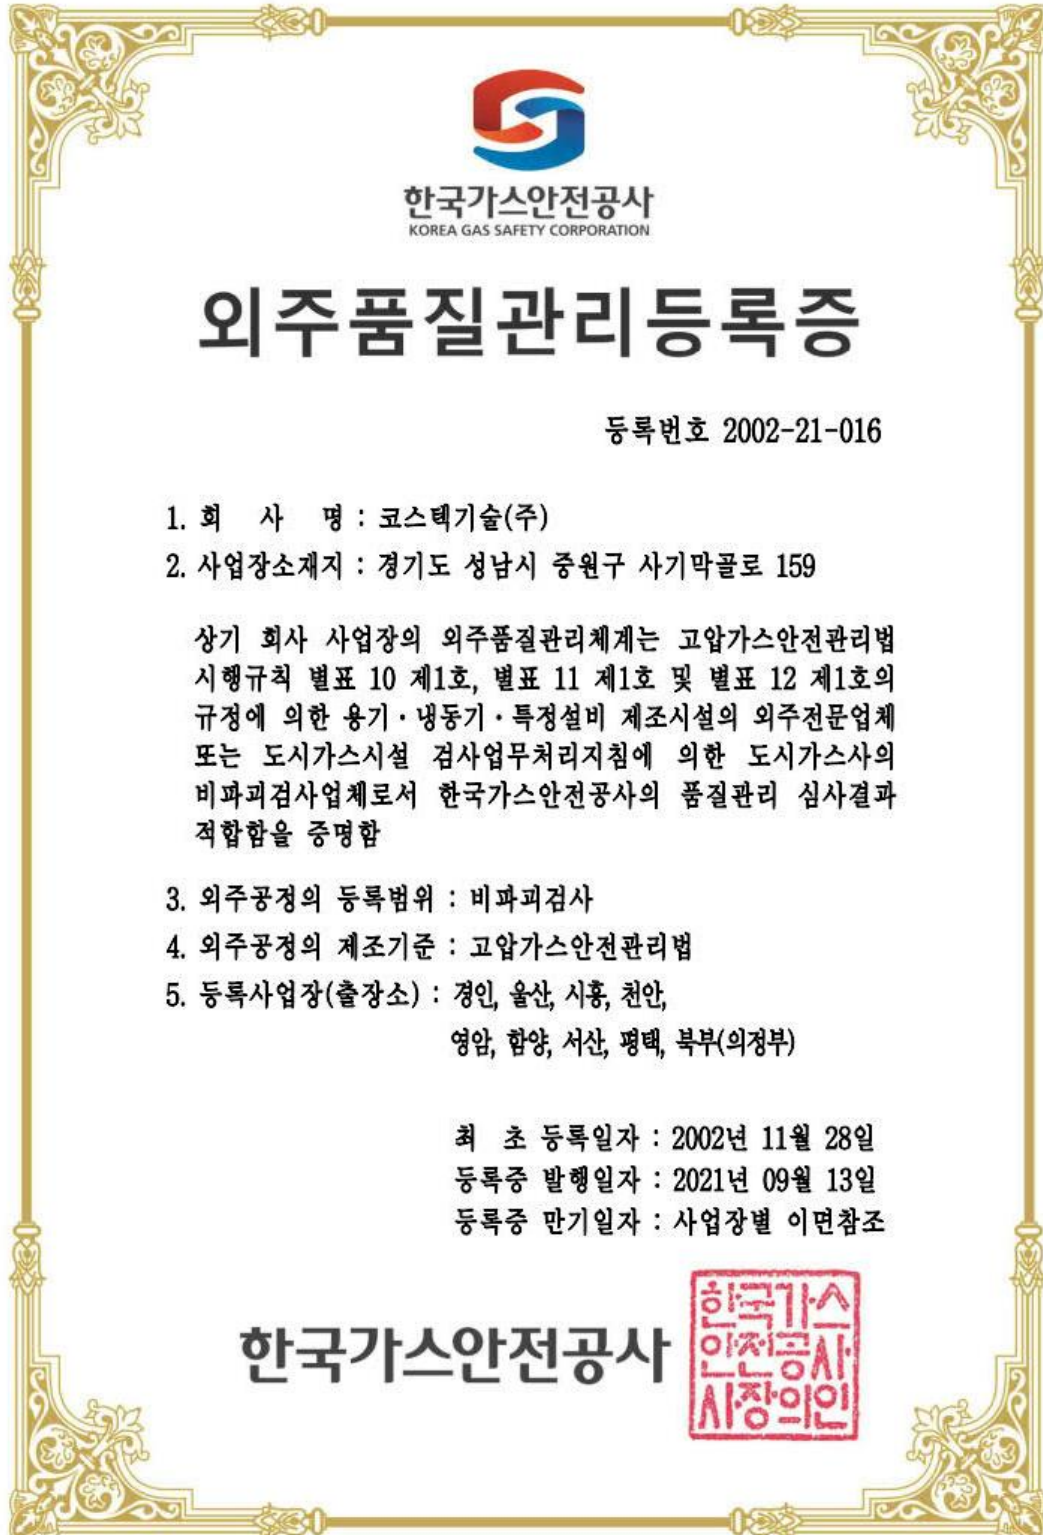 한국가스안전공사
KOREA GAS SAFETY CORPORATION
외주품질관리등록증
등록번호 2002-21-016
1. 회 사 명 : 코스텍기술(주)
2. 사업장소재지 : 경기도 성남시 중원구 사기막골로 159
상기 회사 사업장의 외주품질관리체계는 고압가스안전관리법
시행규칙 별표 10 제1호, 별표 11 제1호 및 별표 12 제1호의
규정에 의한 용기·냉동기·특정설비 제조시설의 외주전문업체
또는 도시가스시설 검사업무처리지침에 의한 도시가스사의
비파괴검사업체로서 한국가스안전공사의 품질관리 심사결과
적합함을 증명함
3. 외주공정의 등록범위 : 비파괴검사
4. 외주공정의 제조기준 : 고압가스안전관리법
5. 등록사업장(출장소) : 경인, 울산, 시흥, 천안,
영암, 함양, 서산, 평택, 북부(의정부)
최 초 등록일자 : 2002년 11월 28일
등록증 발행일자 : 2021년 09월 13일
등록증 만기일자 : 사업장별 이면참조
한국가스안전공사
한국가스
안전공사
사장의인